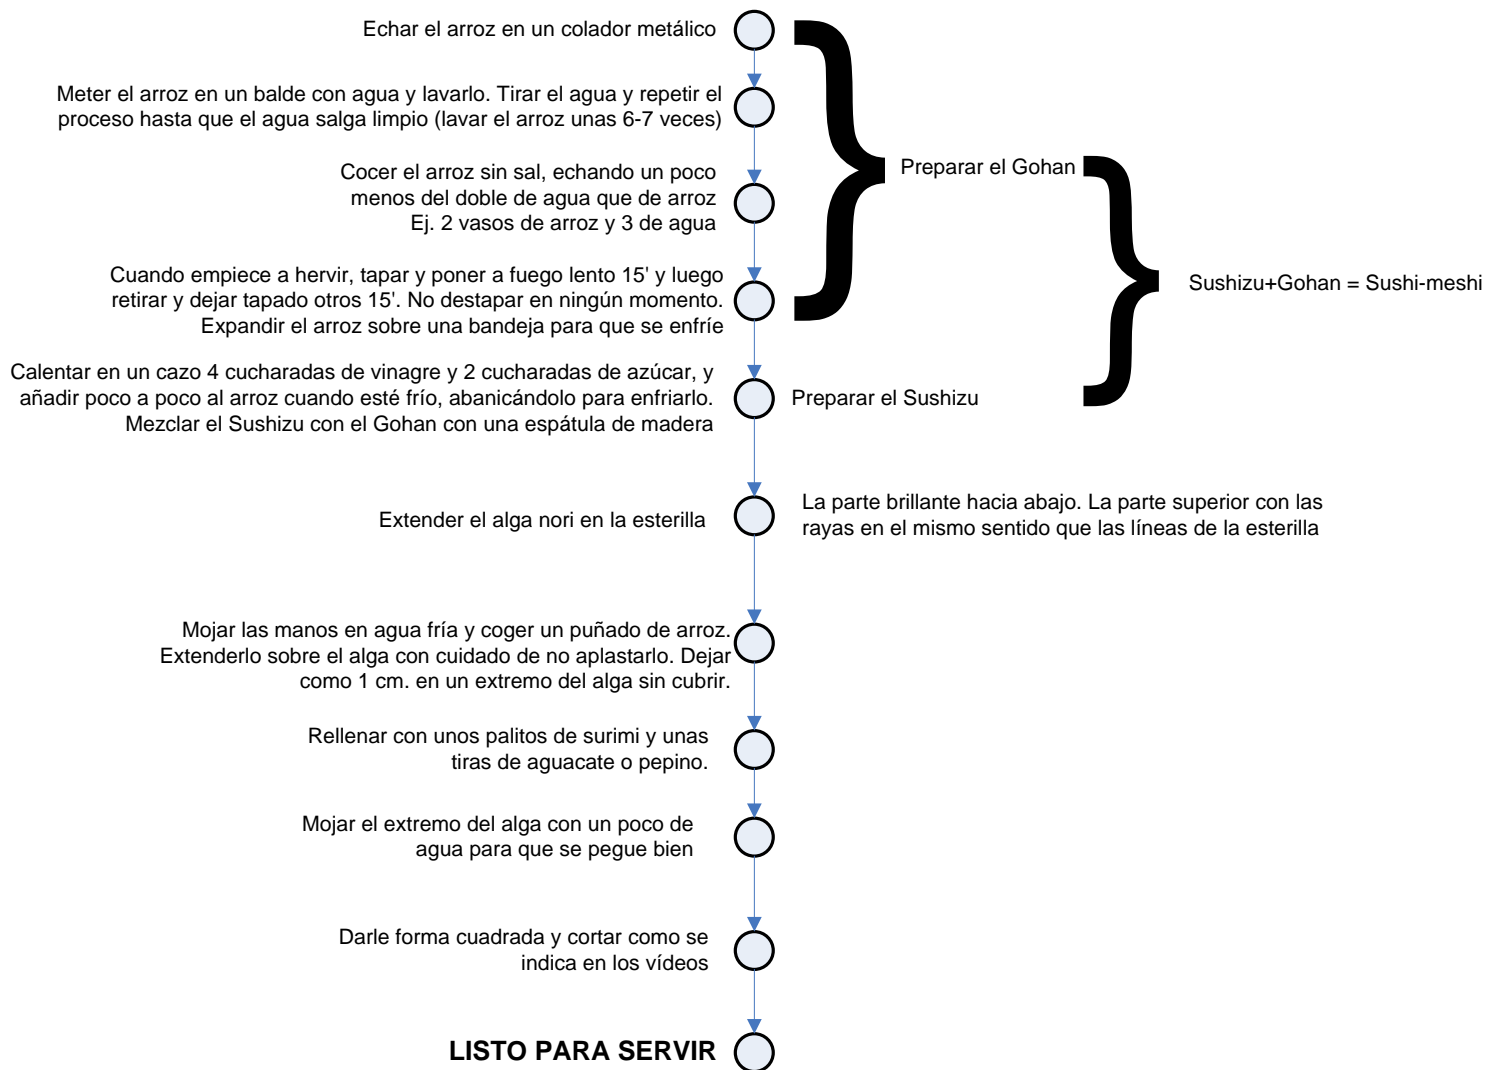 Echar el arroz en un colador metálico
Meter el arroz en un balde con agua y lavarlo. Tirar el agua y repetir el
proceso hasta que el agua salga limpio (lavar el arroz unas 6-7 veces)
Cocer el arroz sin sal, echando un poco
menos del doble de agua que de arroz
Ej. 2 vasos de arroz y 3 de agua
Preparar el Gohan
Cuando empiece a hervir, tapar y poner a fuego lento 15' y luego
retirar y dejar tapado otros 15'. No destapar en ningún momento.
Expandir el arroz sobre una bandeja para que se enfríe
Sushizu+Gohan = Sushi-meshi
Calentar en un cazo 4 cucharadas de vinagre y 2 cucharadas de azúcar, y
añadir poco a poco al arroz cuando esté frío, abanicándolo para enfriarlo.
Mezclar el Sushizu con el Gohan con una espátula de madera
Preparar el Sushizu
Extender el alga nori en la esterilla
La parte brillante hacia abajo. La parte superior con las
rayas en el mismo sentido que las líneas de la esterilla
Mojar las manos en agua fría y coger un puñado de arroz.
Extenderlo sobre el alga con cuidado de no aplastarlo. Dejar
como 1 cm. en un extremo del alga sin cubrir.
Rellenar con unos palitos de surimi y unas
tiras de aguacate o pepino.
Mojar el extremo del alga con un poco de
agua para que se pegue bien
Darle forma cuadrada y cortar como se
indica en los vídeos
LISTO PARA SERVIR